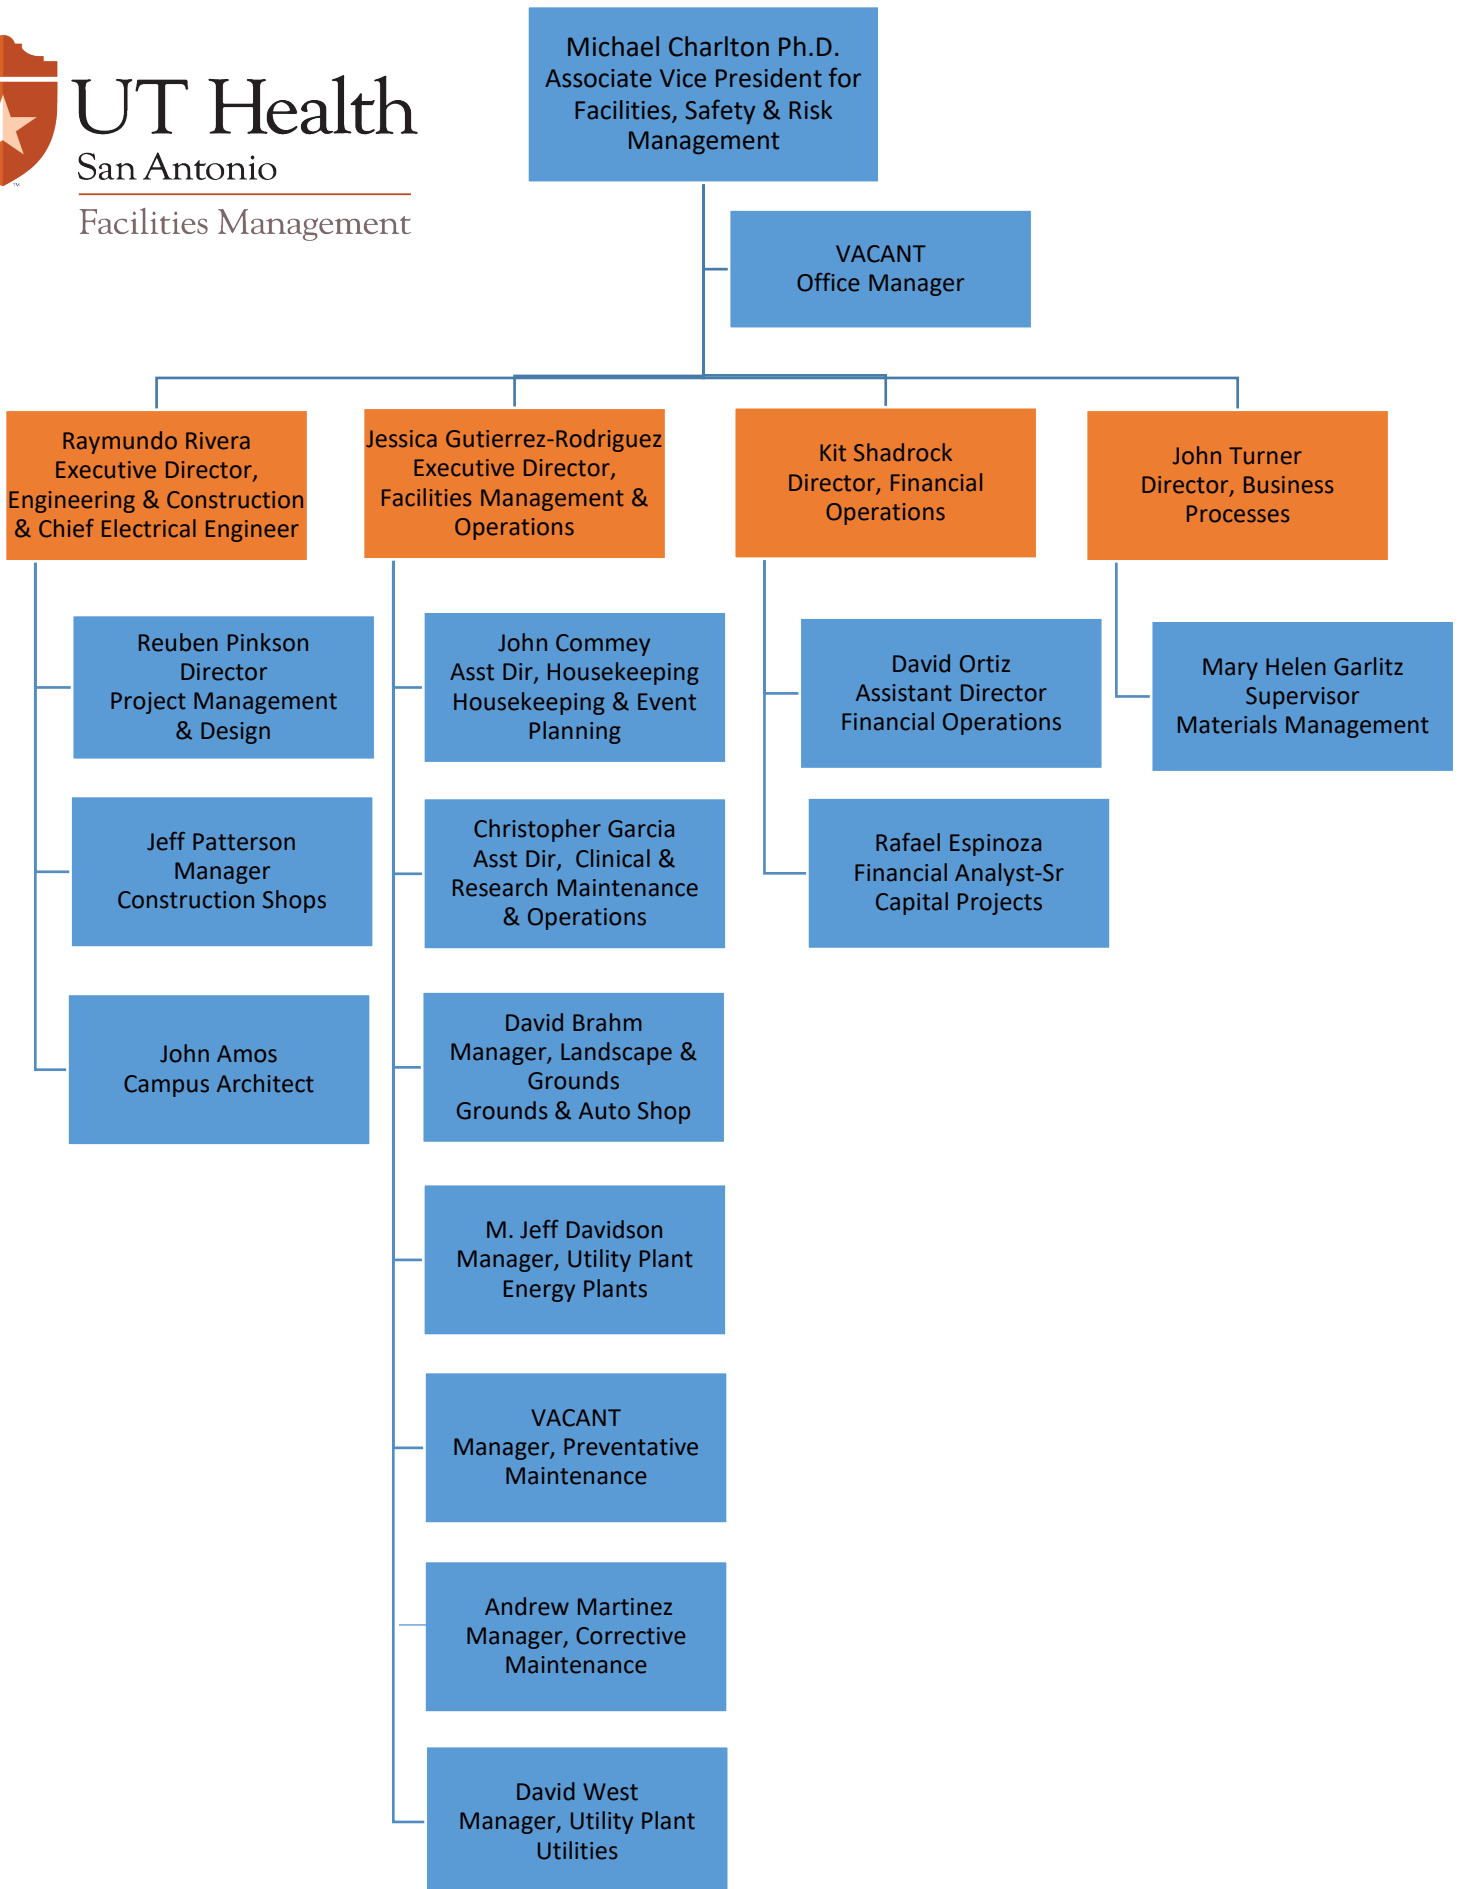 UT Health
San Antonio
™
Facilities Management
Michael Charlton Ph.D.
Associate Vice President for
Facilities, Safety & Risk
Management
VACANT
Office Manager
Raymundo Rivera
Executive Director,
Engineering & Construction
& Chief Electrical Engineer
Jessica Gutierrez-Rodriguez
Executive Director,
Facilities Management &
Operations
Kit Shadrock
Director, Financial
Operations
John Turner
Director, Business
Processes
Reuben Pinkson
Director
Project Management
& Design
Jeff Patterson
Manager
Construction Shops
John Amos
Campus Architect
John Commey
Asst Dir, Housekeeping
Housekeeping & Event
Planning
Christopher Garcia
Asst Dir, Clinical &
Research Maintenance
& Operations
David Brahm
Manager, Landscape &
Grounds
Grounds & Auto Shop
M. Jeff Davidson
Manager, Utility Plant
Energy Plants
VACANT
Manager, Preventative
Maintenance
Andrew Martinez
Manager, Corrective
Maintenance
David West
Manager, Utility Plant
Utilities
David Ortiz
Assistant Director
Financial Operations
Rafael Espinoza
Financial Analyst-Sr
Capital Projects
Mary Helen Garlitz
Supervisor
Materials Management